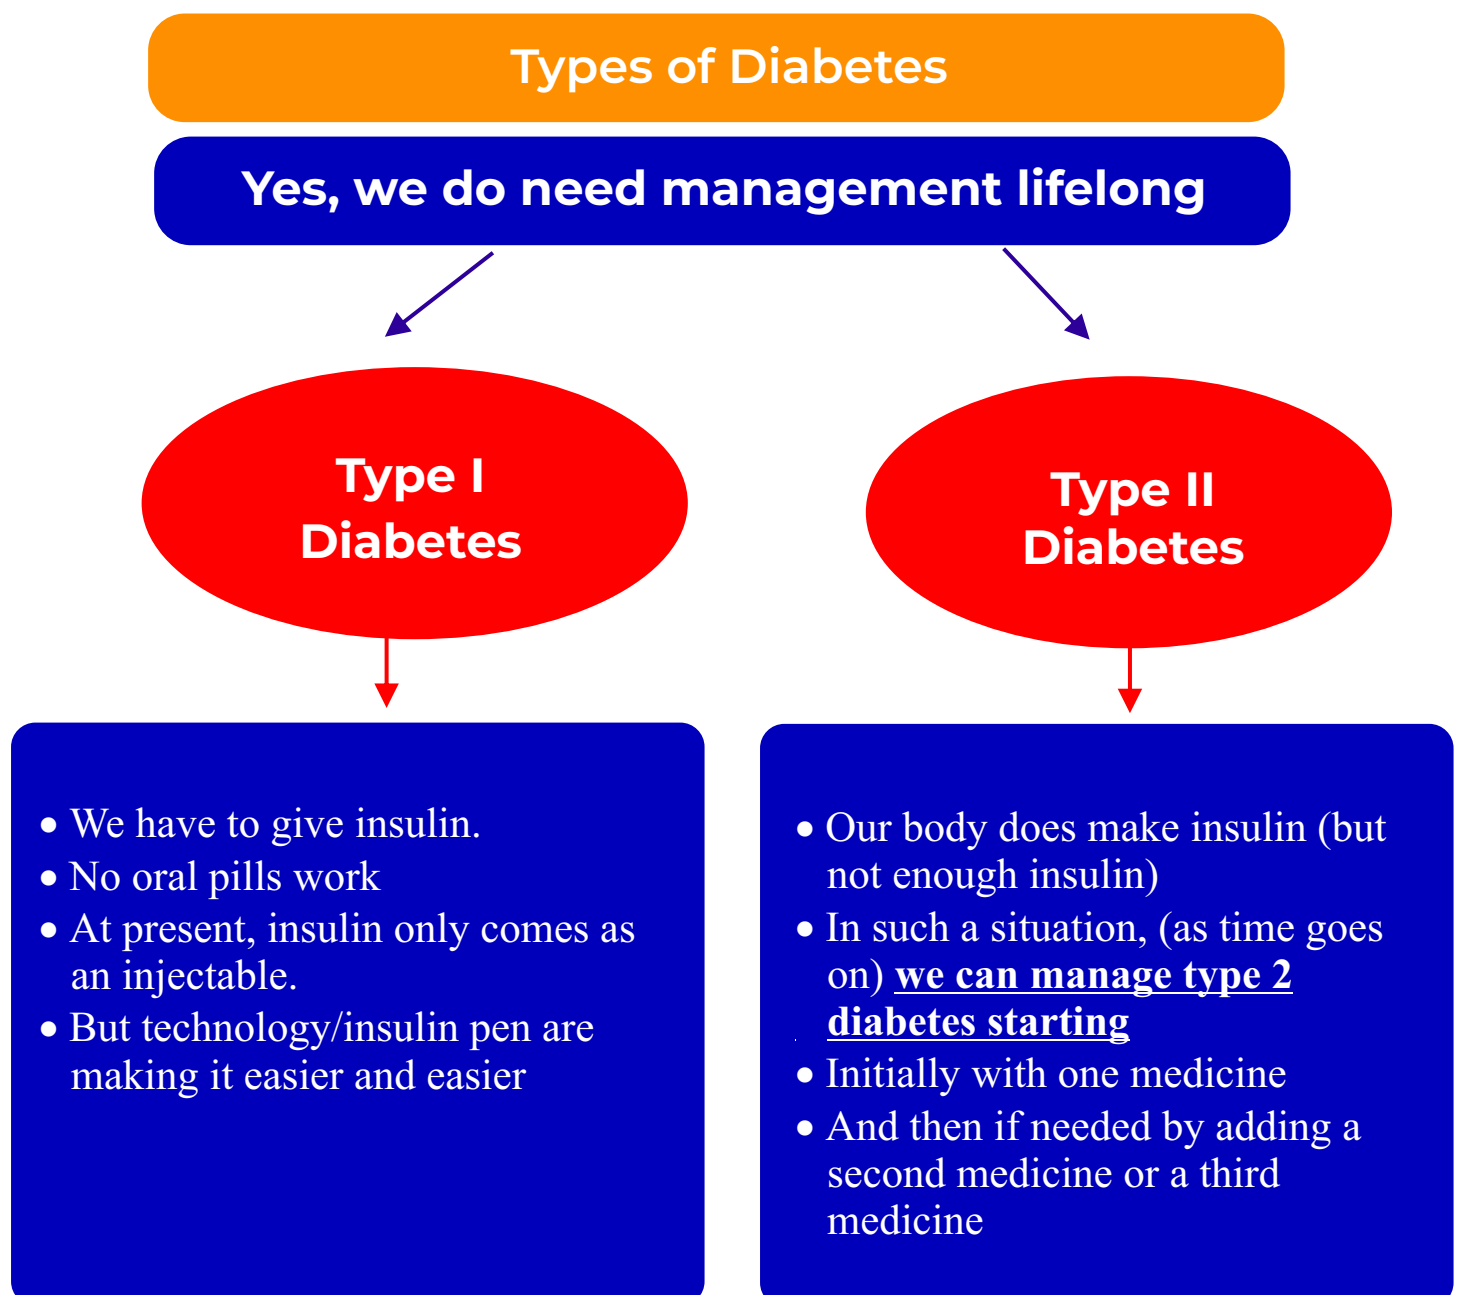 Types of Diabetes
Yes, we do need management lifelong
Type I
Diabetes
• We have to give insulin.
• No oral pills work
• At present, insulin only comes as
an injectable.
• But technology/insulin pen are
making it easier and easier
Type II
Diabetes
• Our body does make insulin (but
not enough insulin)
• In such a situation, (as time goes
on) we can manage type 2
diabetes starting
• Initially with one medicine
• And then if needed by adding a
second medicine or a third
medicine